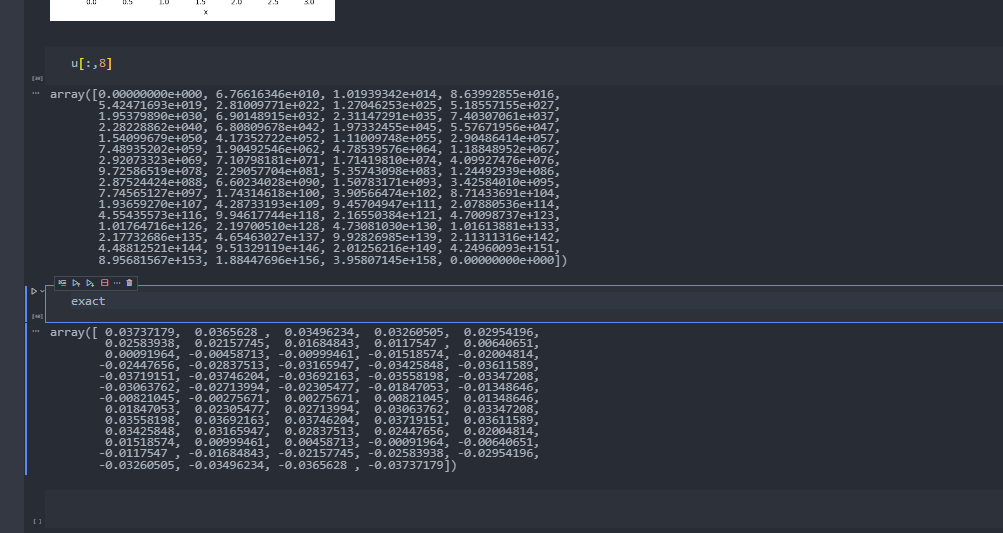 0.0 0.5 1.0 1.5 2.0 2.5 3.0
x
u[:,8]
array([0.00000000e+000, 6.76616346e+010, 1.01939342e+014, 8.63992855e+016,
5.42471693e+019, 2.81009771e+022, 1.27046253e+025, 5.18557155e+027,
1.95379890e+030, 6.90148915e+032, 2.31147291e+035, 7.40307061e+037,
2.28228862e+040, 6.80809678e+042, 1.97332455e+045, 5.57671956e+047,
1.54099679e+050, 4.17352722e+052, 1.11009748e+055, 2.90486414e+057,
7.48935202e+059, 1.90492546e+062, 4.78539576e+064, 1.18848952e+067,
2.92073323e+069, 7.10798181e+071, 1.71419810e+074, 4.09927476e+076,
9.72586519e+078, 2.29057704e+081, 5.35743098e+083, 1.24492939e+086,
2.87524424e+088, 6.60234028e+090, 1.50783171e+093, 3.42584010e+095,
7.74565127e+097, 1.74314618e+100, 3.90566474e+102, 8.71433691e+104,
1.93659270e+107, 4.28733193e+109, 9.45704947e+111, 2.07880536e+114,
4.55435573e+116, 9.94617744e+118, 2.16550384e+121, 4.70098737e+123,
1.01764716e+126, 2.19700510e+128, 4.73081030e+130, 1.01613881e+133,
2.17732686e+135, 4.65463027e+137, 9.92826985e+139, 2.11311316e+142,
4.48812521e+144, 9.51329119e+146, 2.01256216e+149, 4.24960093e+151,
8.95681567e+153, 1.88447696e+156, 3.95807145e+158, 0.00000000e+000])
exact
array([ 0.03737179, 0.0365628 , 0.03496234, 0.03260505, 0.02954196,
0.02583938, 0.02157745, 0.01684843, 0.0117547 , 0.00640651,
0.00091964, -0.00458713, -0.00999461, -0.01518574, -0.02004814,
-0.02447656, -0.02837513, -0.03165947, -0.03425848, -0.03611589,
-0.03719151, -0.03746204, -0.03692163, -0.03558198, -0.03347208,
-0.03063762, -0.02713994, -0.02305477, -0.01847053, -0.01348646,
-0.00821045, -0.00275671, 0.00275671, 0.00821045, 0.01348646,
0.01847053, 0.02305477, 0.02713994, 0.03063762, 0.03347208,
0.03558198, 0.03692163, 0.03746204, 0.03719151, 0.03611589,
0.03425848, 0.03165947, 0.02837513, 0.02447656, 0.02004814,
0.01518574, 0.00999461, 0.00458713, -0.00091964, -0.00640651,
-0.0117547 , -0.01684843, -0.02157745, -0.02583938, -0.02954196,
-0.03260505, -0.03496234, -0.0365628 , -0.03737179])
[ ]